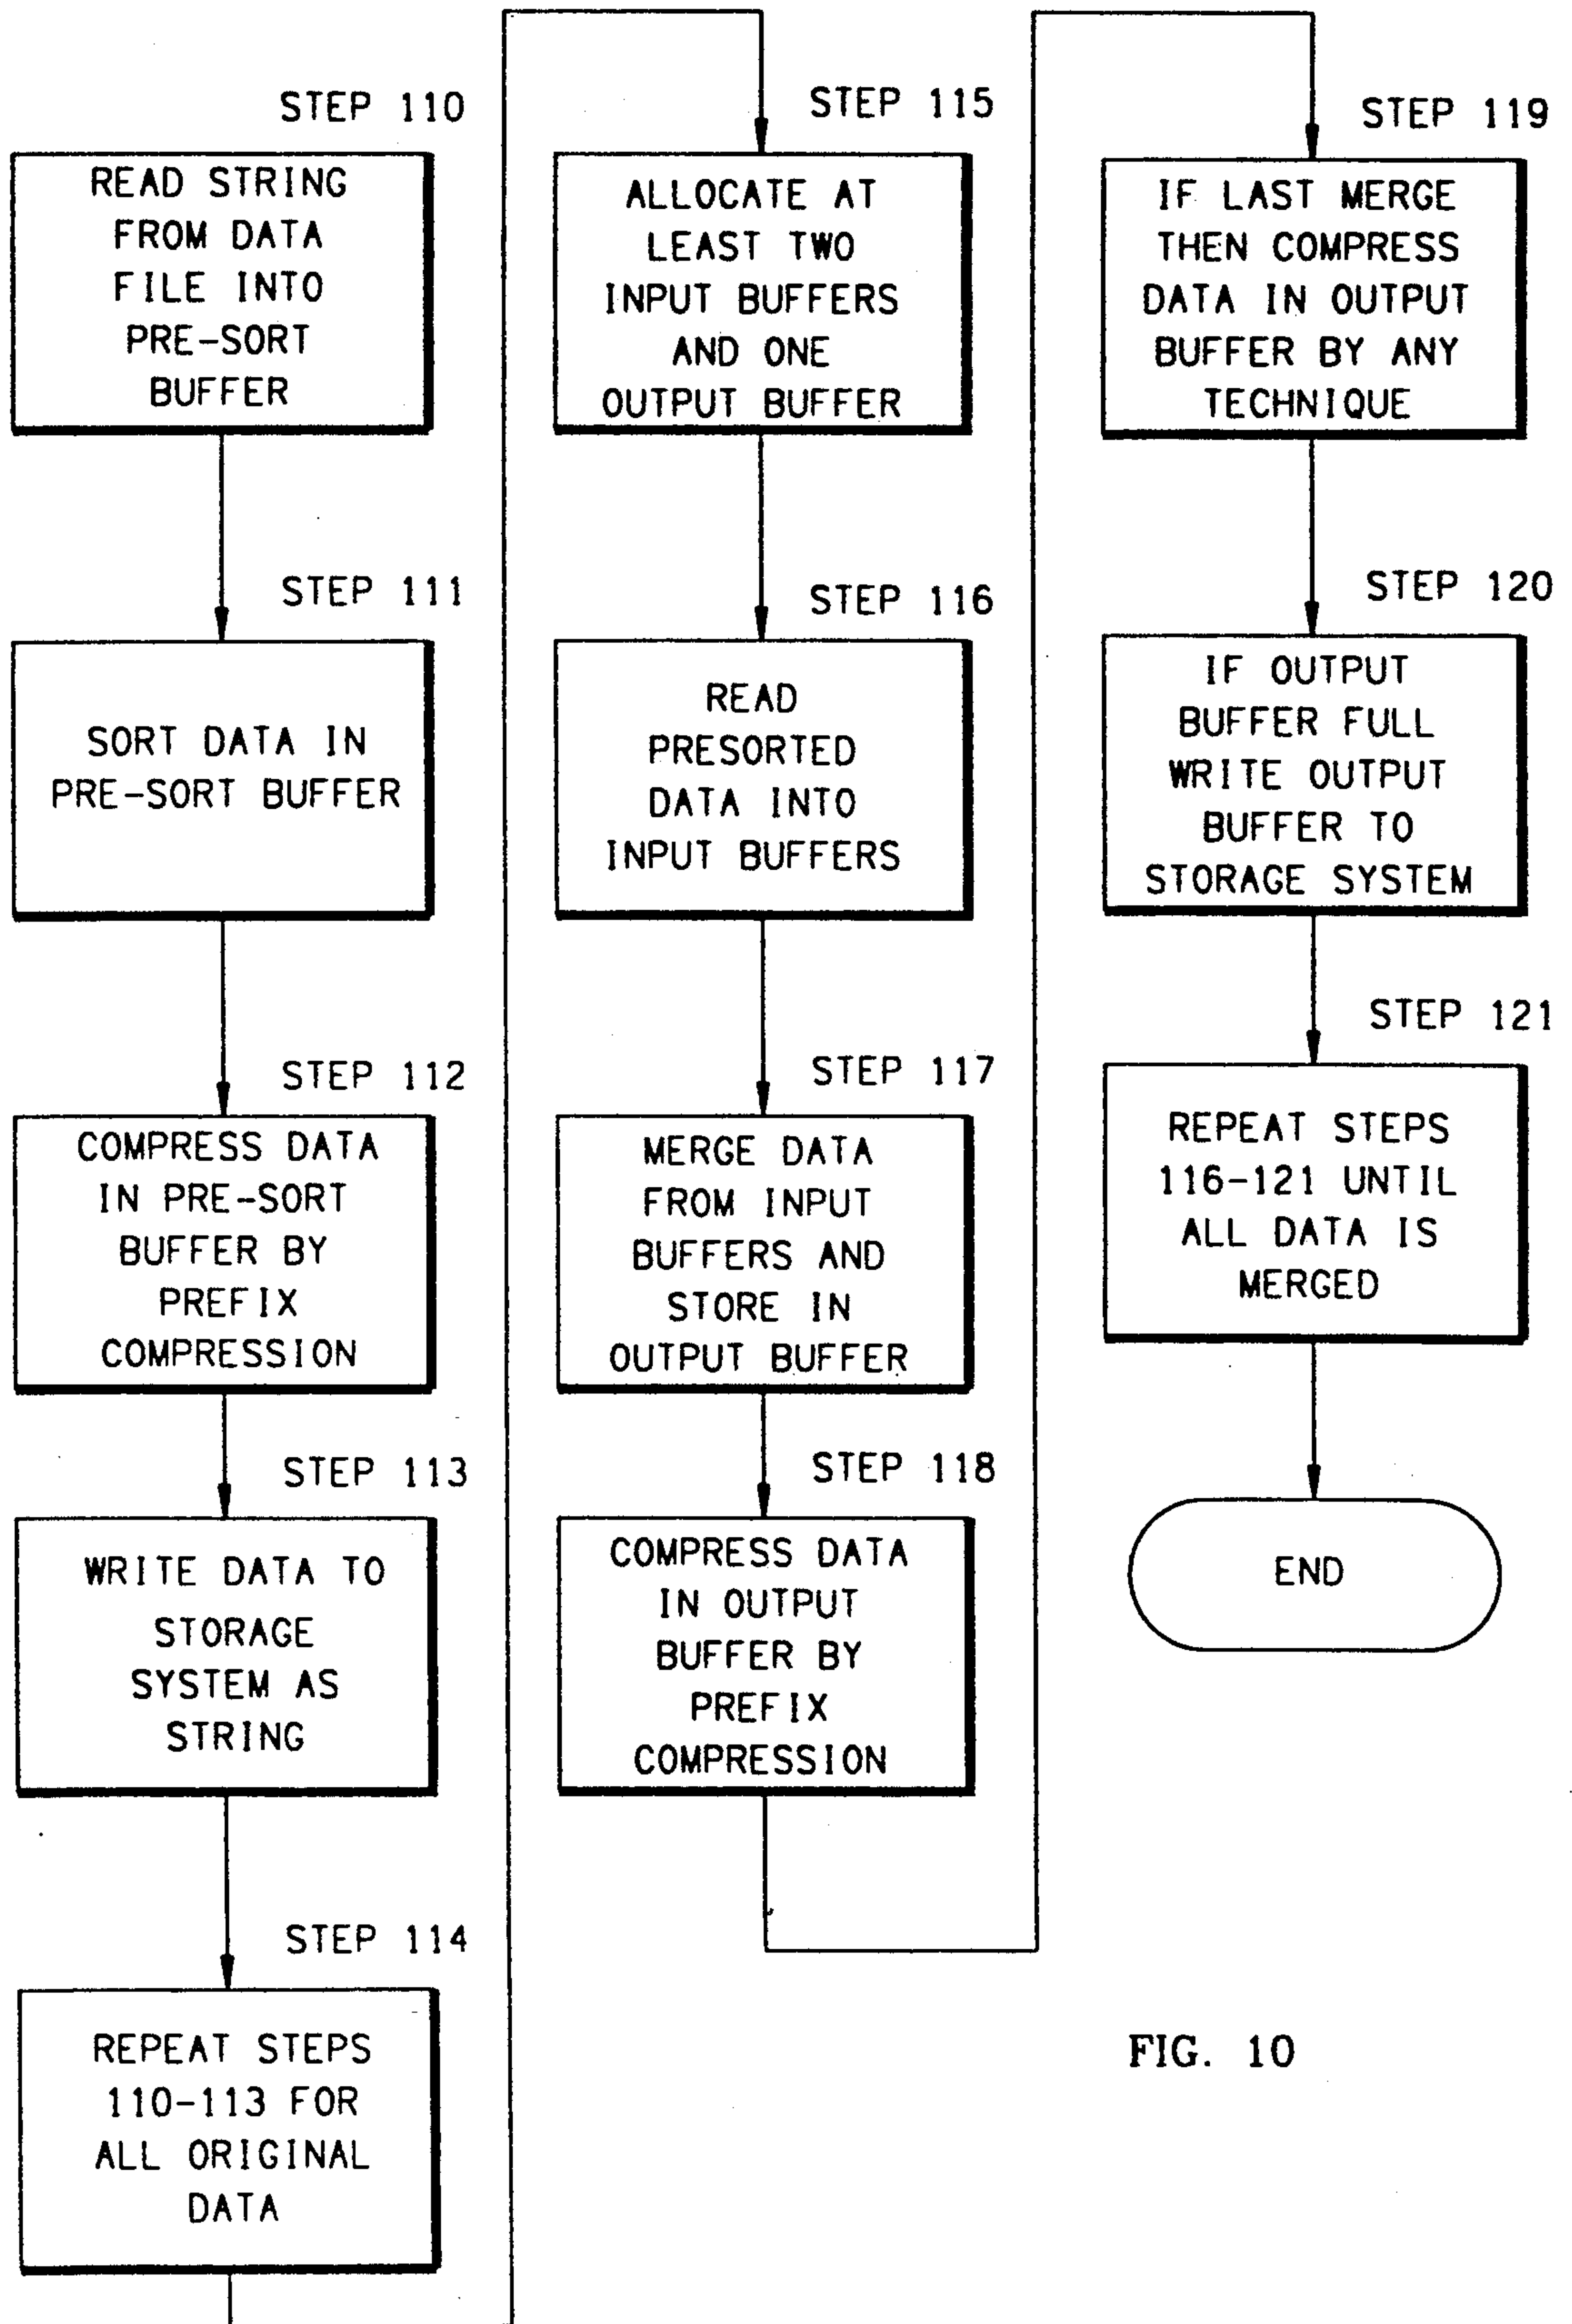 STEP 110
READ STRING
FROM DATA
FILE INTO
PRE-SORT
BUFFER
STEP 111
SORT DATA IN
PRE-SORT BUFFER
STEP 112
COMPRESS DATA
IN PRE-SORT
BUFFER BY
PREFIX
COMPRESSION
STEP 113
WRITE DATA TO
STORAGE
SYSTEM AS
STRING
STEP 114
REPEAT STEPS
110-113 FOR
ALL ORIGINAL
DATA
STEP 115
ALLOCATE AT
LEAST TWO
INPUT BUFFERS
AND ONE
OUTPUT BUFFER
STEP 116
READ
PRESORTED
DATA INTO
INPUT BUFFERS
STEP 117
MERGE DATA
FROM INPUT
BUFFERS AND
STORE IN
OUTPUT BUFFER
STEP 118
COMPRESS DATA
IN OUTPUT
BUFFER BY
PREFIX
COMPRESSION
STEP 119
IF LAST MERGE
THEN COMPRESS
DATA IN OUTPUT
BUFFER BY ANY
TECHNIQUE
STEP 120
IF OUTPUT
BUFFER FULL
WRITE OUTPUT
BUFFER TO
STORAGE SYSTEM
STEP 121
REPEAT STEPS
116-121 UNTIL
ALL DATA IS
MERGED
END
FIG. 10